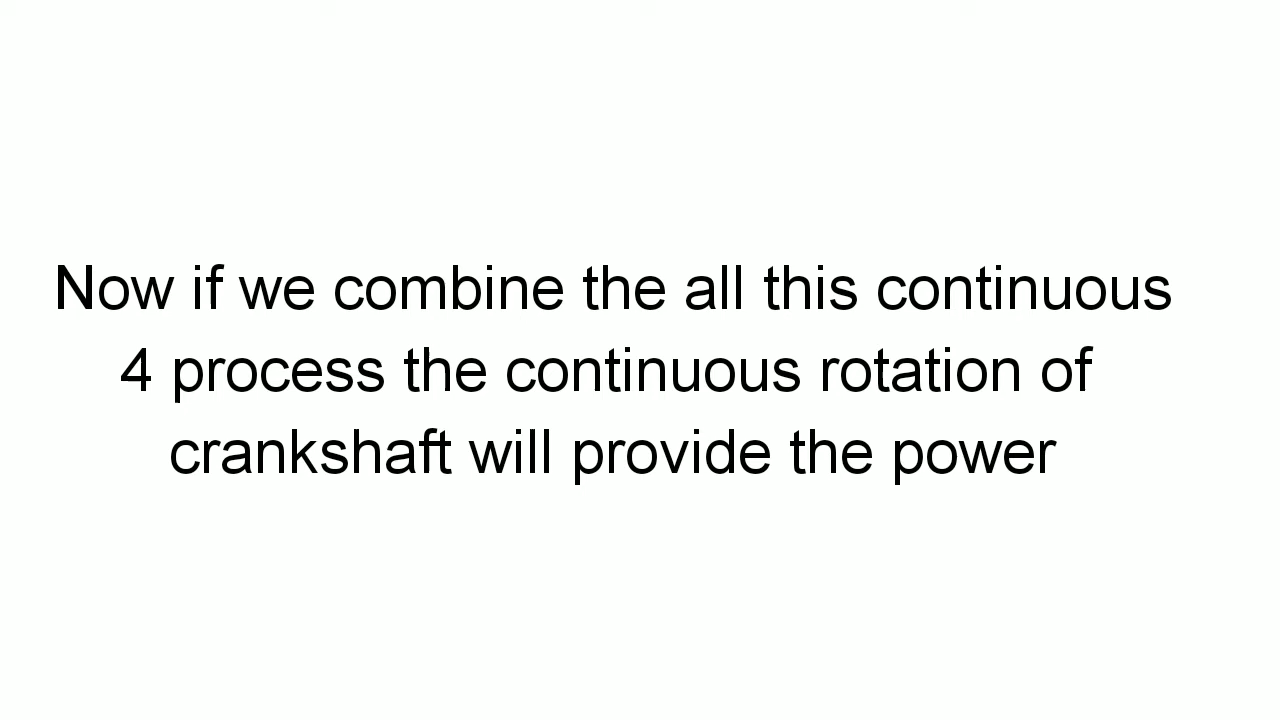 Now if we combine the all this continuous
4 process the continuous rotation of
crankshaft will provide the power